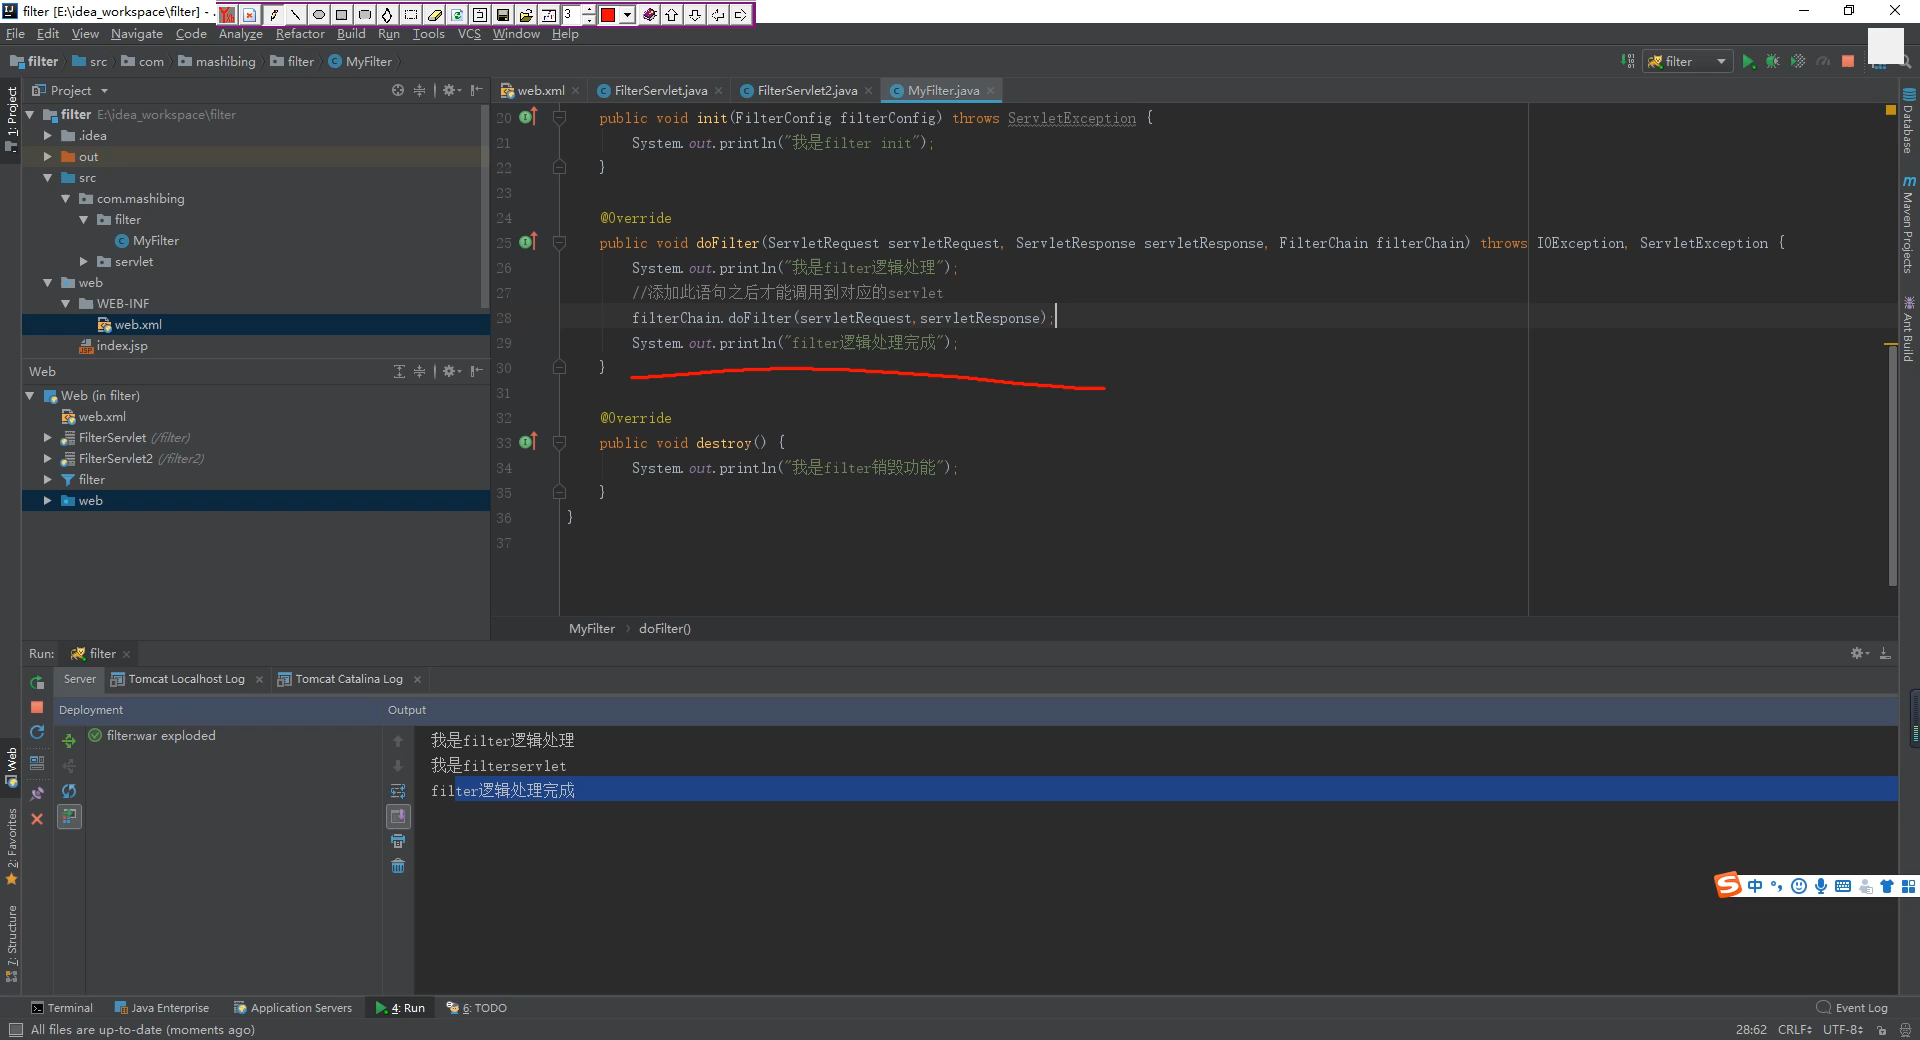 filter [E:\idea_workspace\filter] - .
3
File Edit View Navigate Code Analyze Refactor Build Run Tools VCS Window Help
filter src com mashibing filter MyFilter
filter
Project
web.xml FilterServlet.java FilterServlet2.java MyFilter.java
1: Project
filter E:\idea_workspace\filter
.idea
out
src
com.mashibing
filter
MyFilter
servlet
web
WEB-INF
web.xml
index.jsp
20 public void init(FilterConfig filterConfig) throws ServletException {
21 System.out.println("我是filter init");
22 }
23
24 @Override
25 public void doFilter(ServletRequest servletRequest, ServletResponse servletResponse, FilterChain filterChain) throws IOException, ServletException {
26 System.out.println("我是filter逻辑处理");
27 //添加此语句之后才能调用到对应的servlet
28 filterChain.doFilter(servletRequest,servletResponse);
29 System.out.println("filter逻辑处理完成");
30 }
31
32 @Override
33 public void destroy() {
34 System.out.println("我是filter销毁功能");
35 }
36 }
37
MyFilter doFilter()
Database
Maven Projects
Ant Build
Web
Web (in filter)
web.xml
FilterServlet (/filter)
FilterServlet2 (/filter2)
filter
web
Run: filter
Server Tomcat Localhost Log Tomcat Catalina Log
Deployment Output
filter:war exploded
我是filter逻辑处理
我是filterservlet
filter逻辑处理完成
Web
2: Favorites
7: Structure
中
Terminal Java Enterprise Application Servers 4: Run 6: TODO Event Log
All files are up-to-date (moments ago) 28:62 CRLF UTF-8